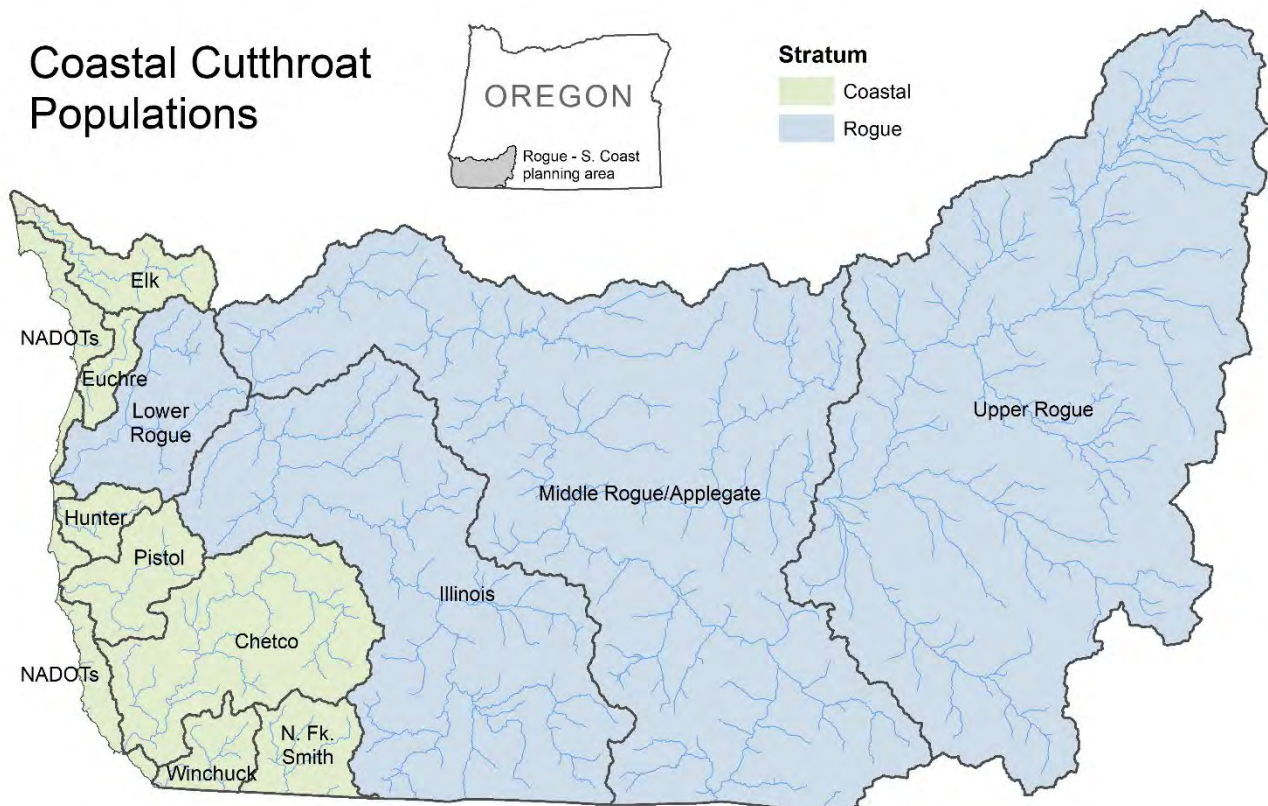 Coastal Cutthroat
Populations
OREGON
Rogue - S. Coast
planning area
Stratum
Coastal
Rogue
Elk
NADOTs
Euchre
Lower
Rogue
Upper Rogue
Middle Rogue/Applegate
Hunter
Pistol
Illinois
Chetco
NADOTs
N. Fk.
Smith
Winchuck